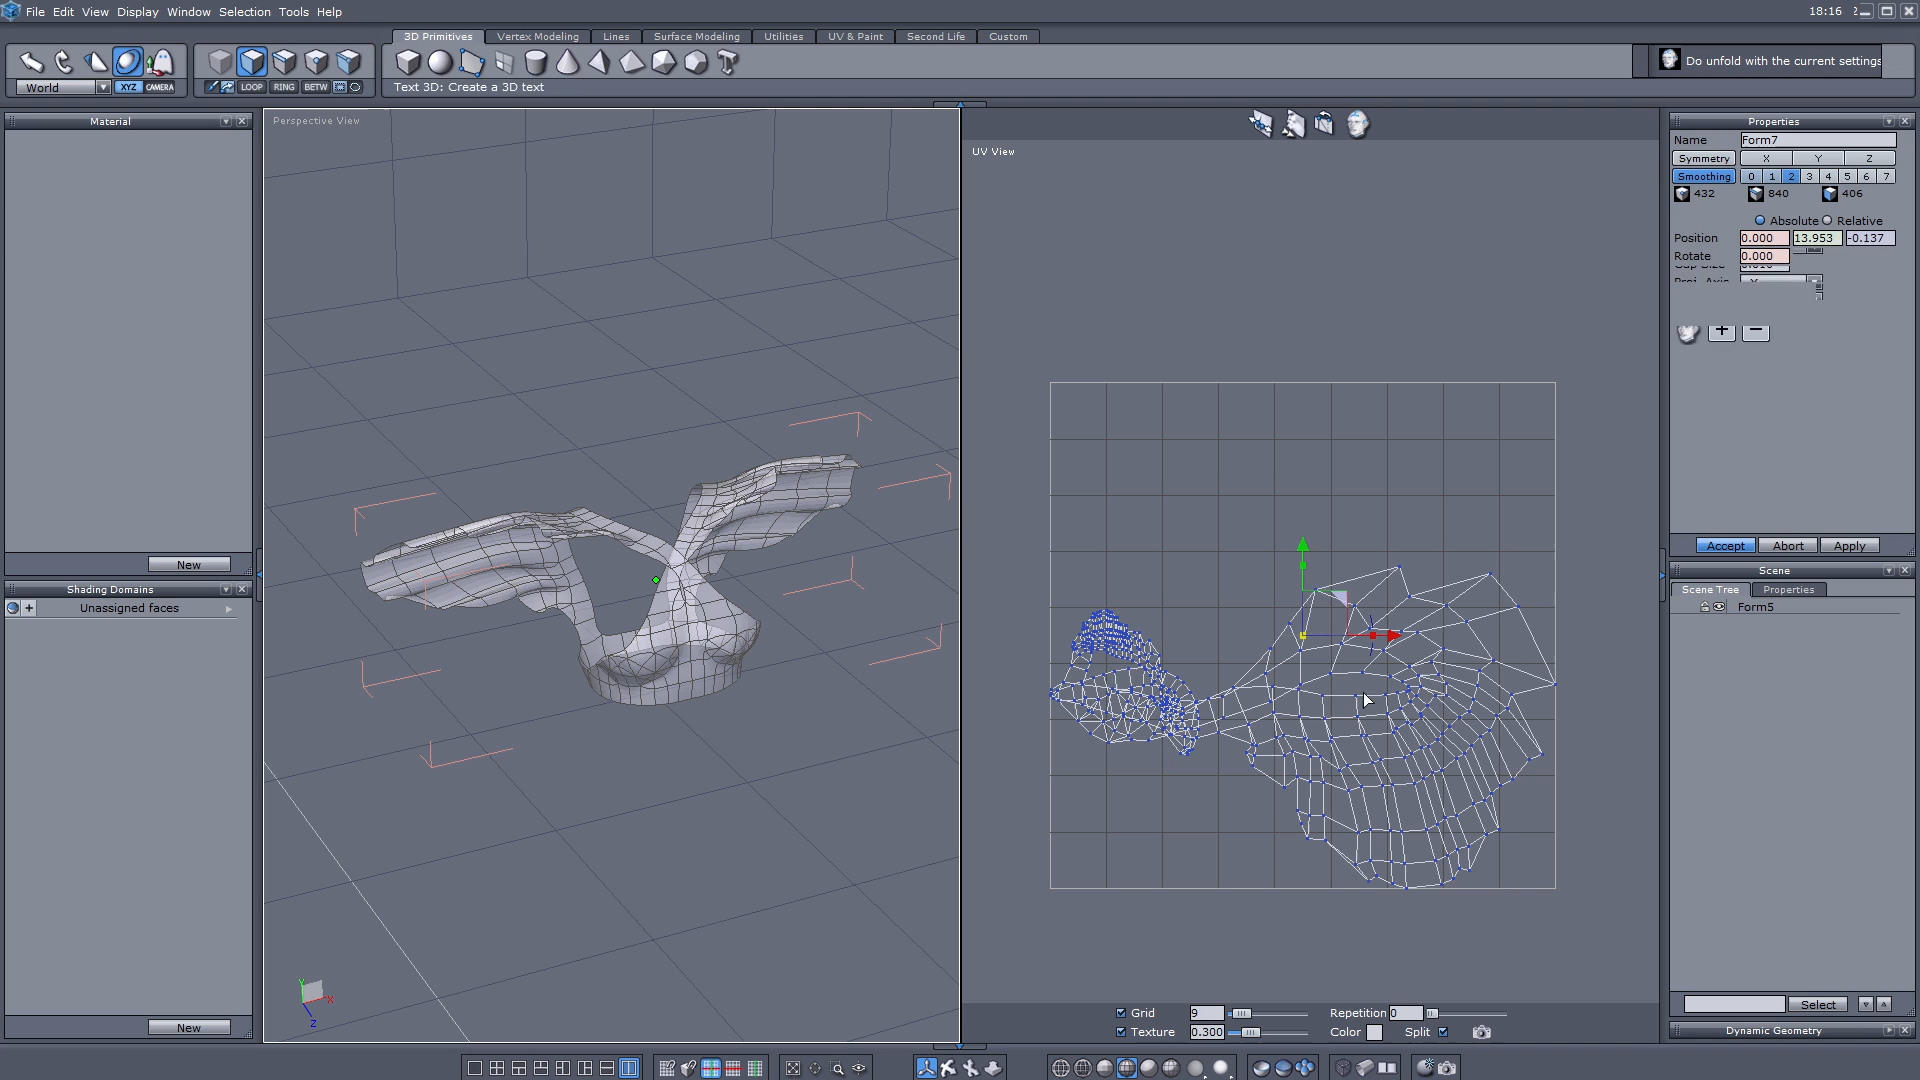 File Edit View Display Window Selection Tools Help
18:16
3D Primitives Vertex Modeling Lines Surface Modeling Utilities UV & Paint Second Life Custom
Do unfold with the current settings
World XYZ CAMERA LOOP RING BETW
Text 3D: Create a 3D text
Material
Perspective View
UV View
Properties
Name Form7
Symmetry X Y Z
Smoothing 0 1 2 3 4 5 6 7
432 840 406
Absolute Relative
Position 0.000 13.953 -0.137
Rotate 0.000
Proj. Axis
New
Accept Abort Apply
Shading Domains
Unassigned faces
Scene
Scene Tree Properties
Form5
Y
X
Z
New
Grid 9 Repetition 0
Texture 0.300 Color Split
Select
Dynamic Geometry